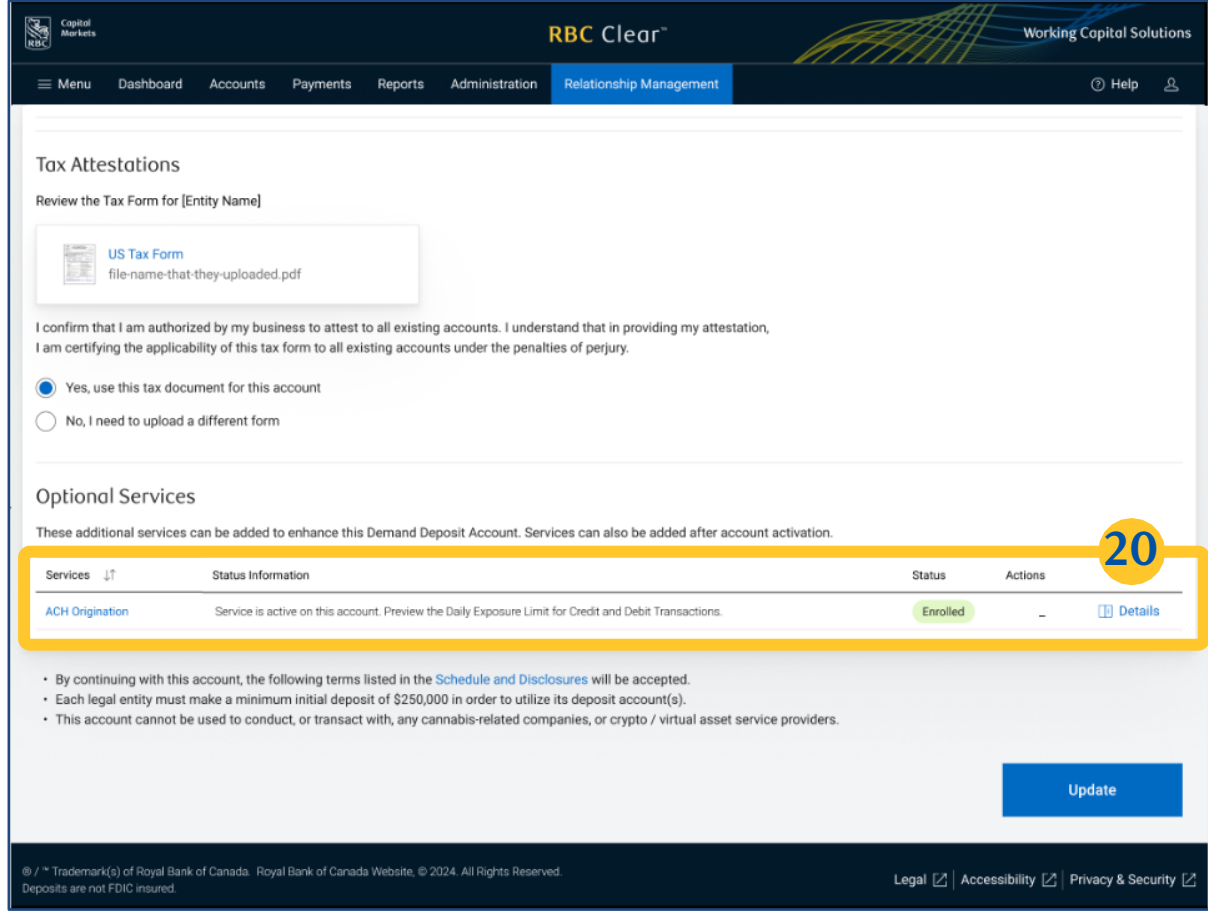 Capital
Markets
RBC
RBC Clear™
Working Capital Solutions
Menu Dashboard Accounts Payments Reports Administration Relationship Management Help
Tax Attestations
Review the Tax Form for [Entity Name]
US Tax Form
file-name-that-they-uploaded.pdf
I confirm that I am authorized by my business to attest to all existing accounts. I understand that in providing my attestation,
I am certifying the applicability of this tax form to all existing accounts under the penalties of perjury.
Yes, use this tax document for this account
No, I need to upload a different form
Optional Services
These additional services can be added to enhance this Demand Deposit Account. Services can also be added after account activation.
20
Services Status Information Status Actions
ACH Origination Service is active on this account. Preview the Daily Exposure Limit for Credit and Debit Transactions. Enrolled – Details
• By continuing with this account, the following terms listed in the Schedule and Disclosures will be accepted.
• Each legal entity must make a minimum initial deposit of $250,000 in order to utilize its deposit account(s).
• This account cannot be used to conduct, or transact with, any cannabis-related companies, or crypto / virtual asset service providers.
Update
® / ™ Trademark(s) of Royal Bank of Canada. Royal Bank of Canada Website, © 2024. All Rights Reserved.
Deposits are not FDIC insured.
Legal | Accessibility | Privacy & Security